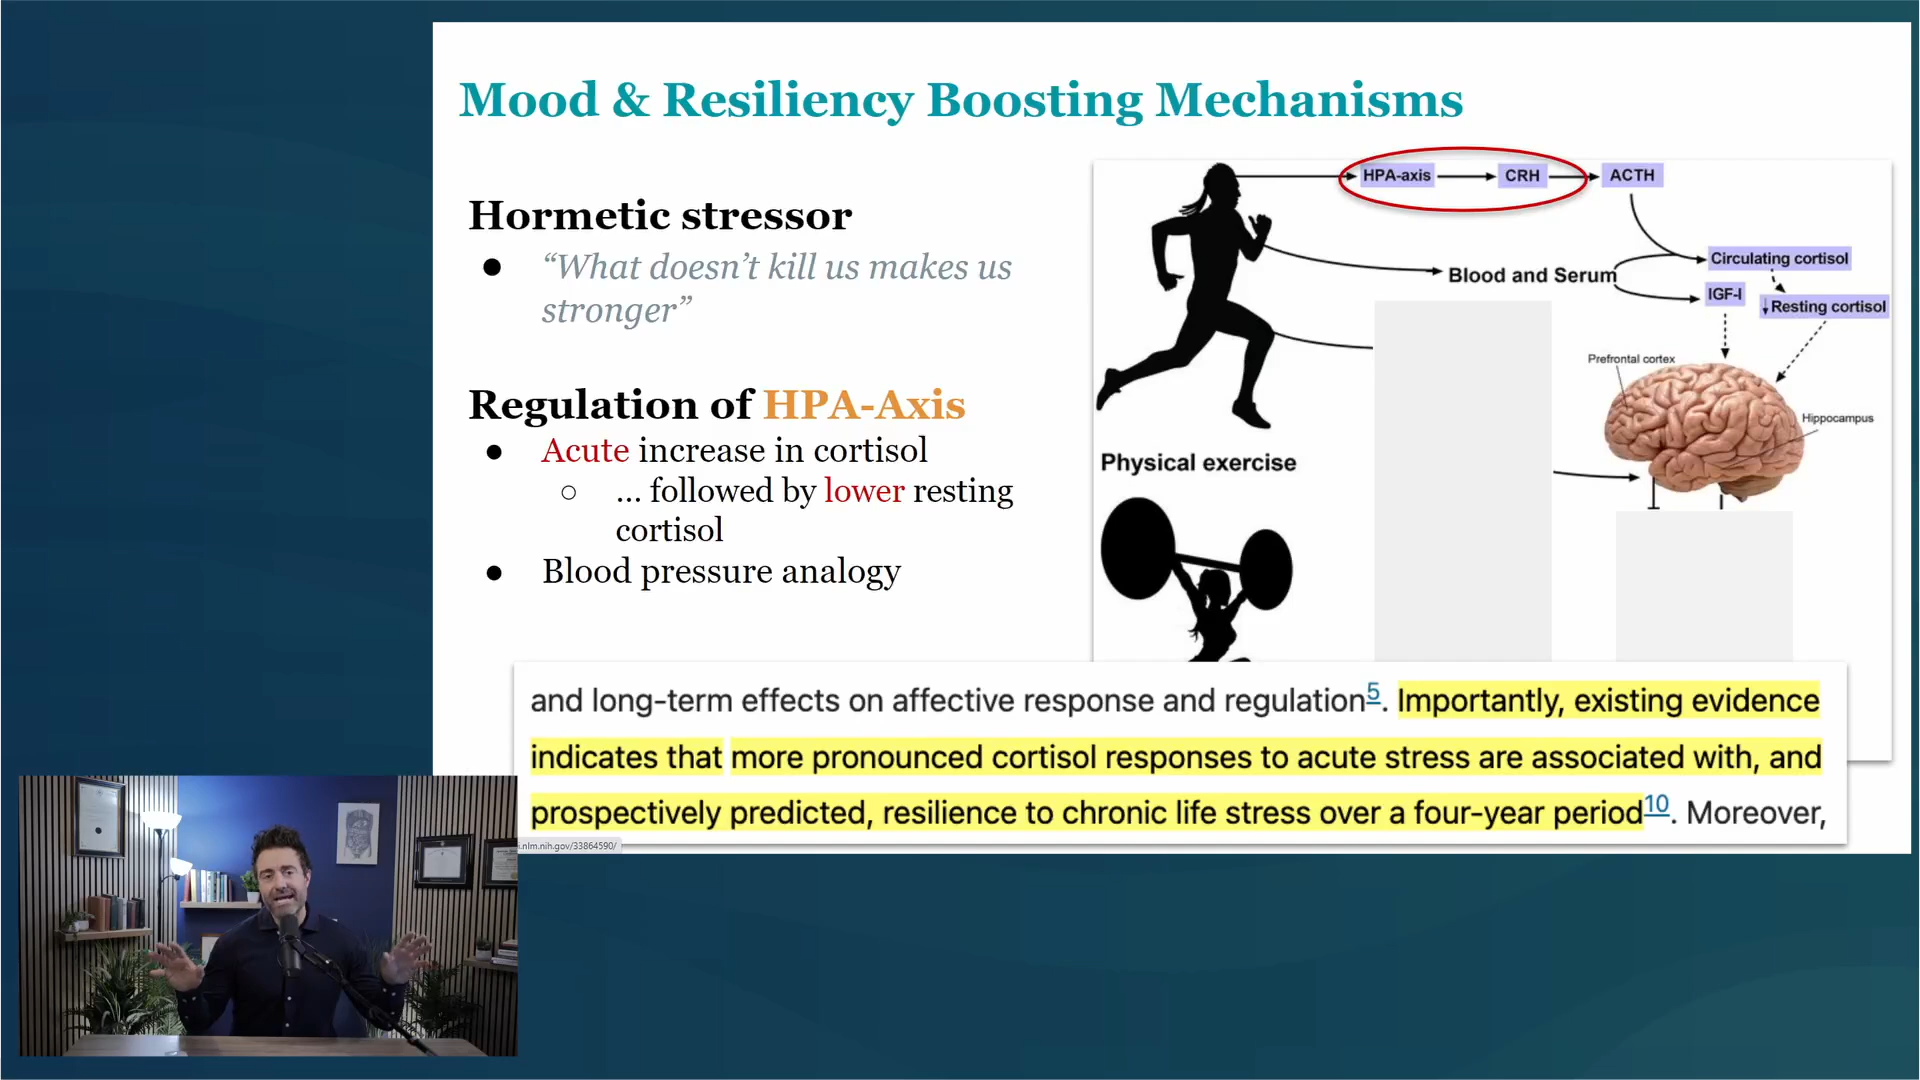 Mood & Resiliency Boosting Mechanisms
Hormetic stressor
● “What doesn’t kill us makes us
stronger”
Regulation of HPA-Axis
● Acute increase in cortisol
○ ... followed by lower resting
cortisol
● Blood pressure analogy
HPA-axis
CRH
ACTH
Circulating cortisol
Blood and Serum
IGF-I
↓ Resting cortisol
Prefrontal cortex
Hippocampus
Physical exercise
and long-term effects on affective response and regulation5. Importantly, existing evidence
indicates that more pronounced cortisol responses to acute stress are associated with, and
prospectively predicted, resilience to chronic life stress over a four-year period10. Moreover,
i.nlm.nih.gov/33864590/